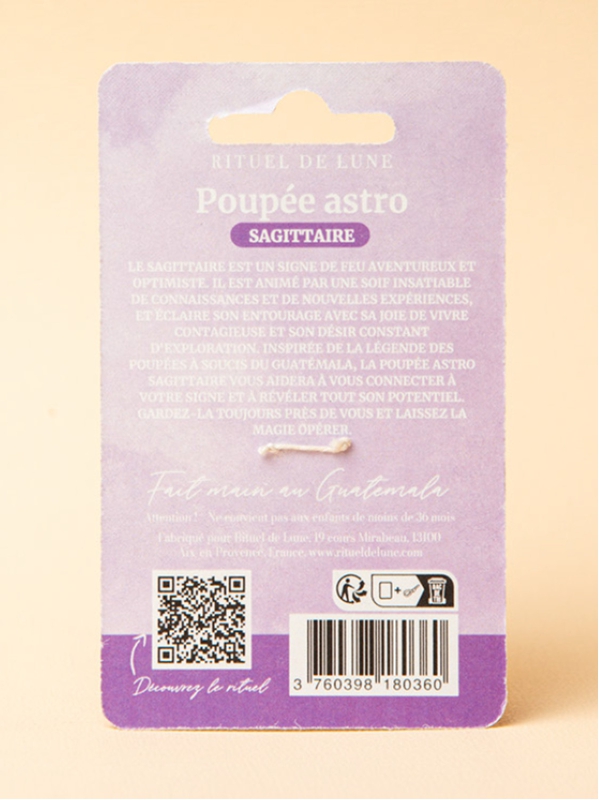 RITUEL DE LUNE
Poupée astro
SAGITTAIRE
LE SAGITTAIRE EST UN SIGNE DE FEU AVENTUREUX ET
OPTIMISTE. IL EST ANIMÉ PAR UNE SOIF INSATIABLE
DE CONNAISSANCES ET DE NOUVELLES EXPÉRIENCES,
ET ÉCLAIRE SON ENTOURAGE AVEC SA JOIE DE VIVRE
CONTAGIEUSE ET SON DÉSIR CONSTANT
D'EXPLORATION. INSPIRÉE DE LA LÉGENDE DES
POUPÉES À SOUCIS DU GUATÉMALA, LA POUPÉE ASTRO
SAGITTAIRE VOUS AIDERA À VOUS CONNECTER À
VOTRE SIGNE ET À RÉVÉLER TOUT SON POTENTIEL.
GARDEZ-LA TOUJOURS PRÈS DE VOUS ET LAISSEZ LA
MAGIE OPÉRER.
Fait main au Guatemala
Attention ! Ne convient pas aux enfants de moins de 36 mois
Fabriqué pour Rituel de Lune, 19 cours Mirabeau, 13100
Aix en Provence, France. www.ritueldelune.com
Découvrez le rituel
3 760398 180360